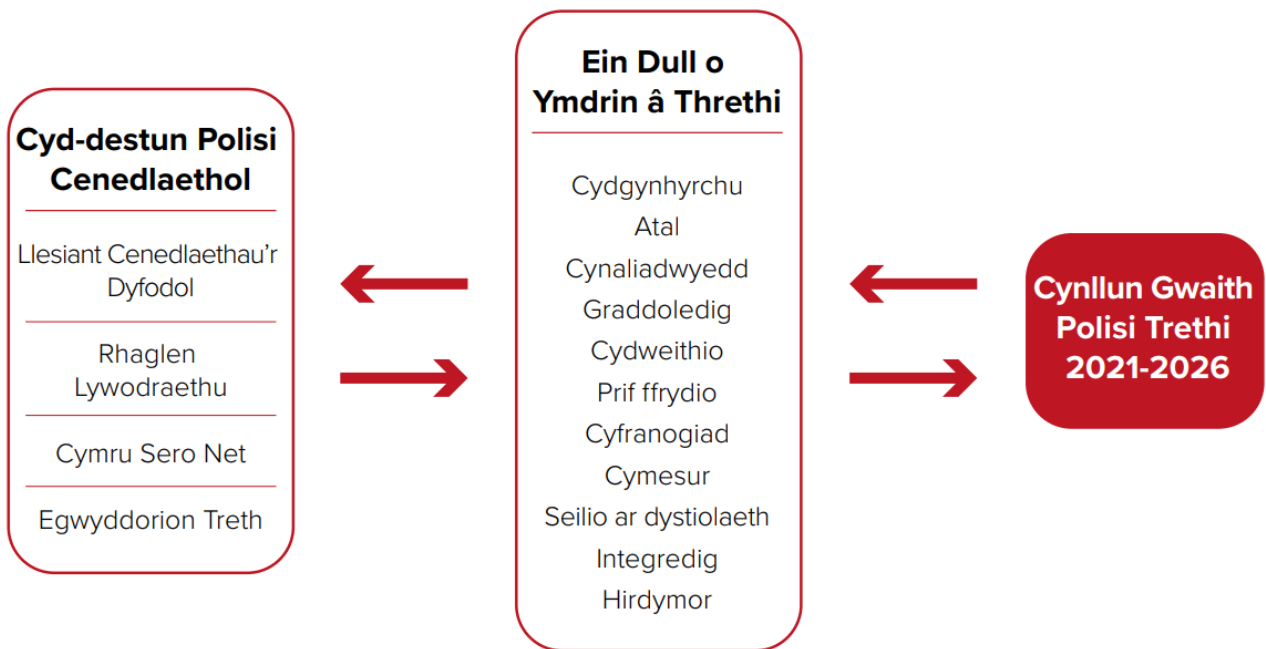 Cyd-destun Polisi
Cenedlaethol
Llesiant Cenedlaethau’r
Dyfodol
Rhaglen
Lywodraethu
Cymru Sero Net
Egwyddorion Treth
Ein Dull o
Ymdrin â Threthi
Cydgynhyrchu
Atal
Cynaliadwyedd
Graddoledig
Cydweithio
Prif ffrydio
Cyfranogiad
Cymesur
Seilio ar dystiolaeth
Integredig
Hirdymor
Cynllun Gwaith
Polisi Trethi
2021-2026